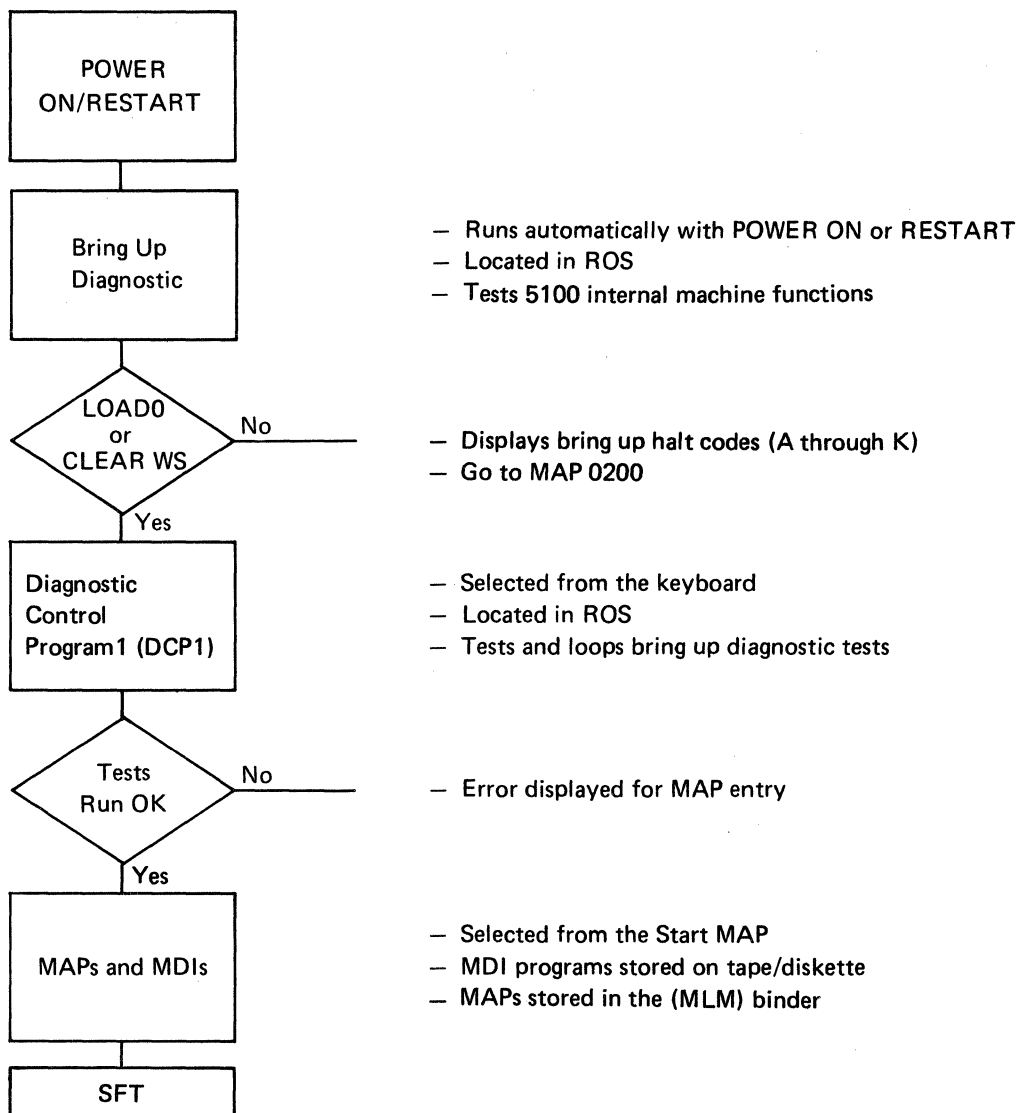 POWER
ON/RESTART
Bring Up
Diagnostic
– Runs automatically with POWER ON or RESTART
– Located in ROS
– Tests 5100 internal machine functions
LOAD0
or
CLEAR WS
No
– Displays bring up halt codes (A through K)
– Go to MAP 0200
Yes
Diagnostic
Control
Program1 (DCP1)
– Selected from the keyboard
– Located in ROS
– Tests and loops bring up diagnostic tests
Tests
Run OK
No
– Error displayed for MAP entry
Yes
MAPs and MDIs
– Selected from the Start MAP
– MDI programs stored on tape/diskette
– MAPs stored in the (MLM) binder
SFT